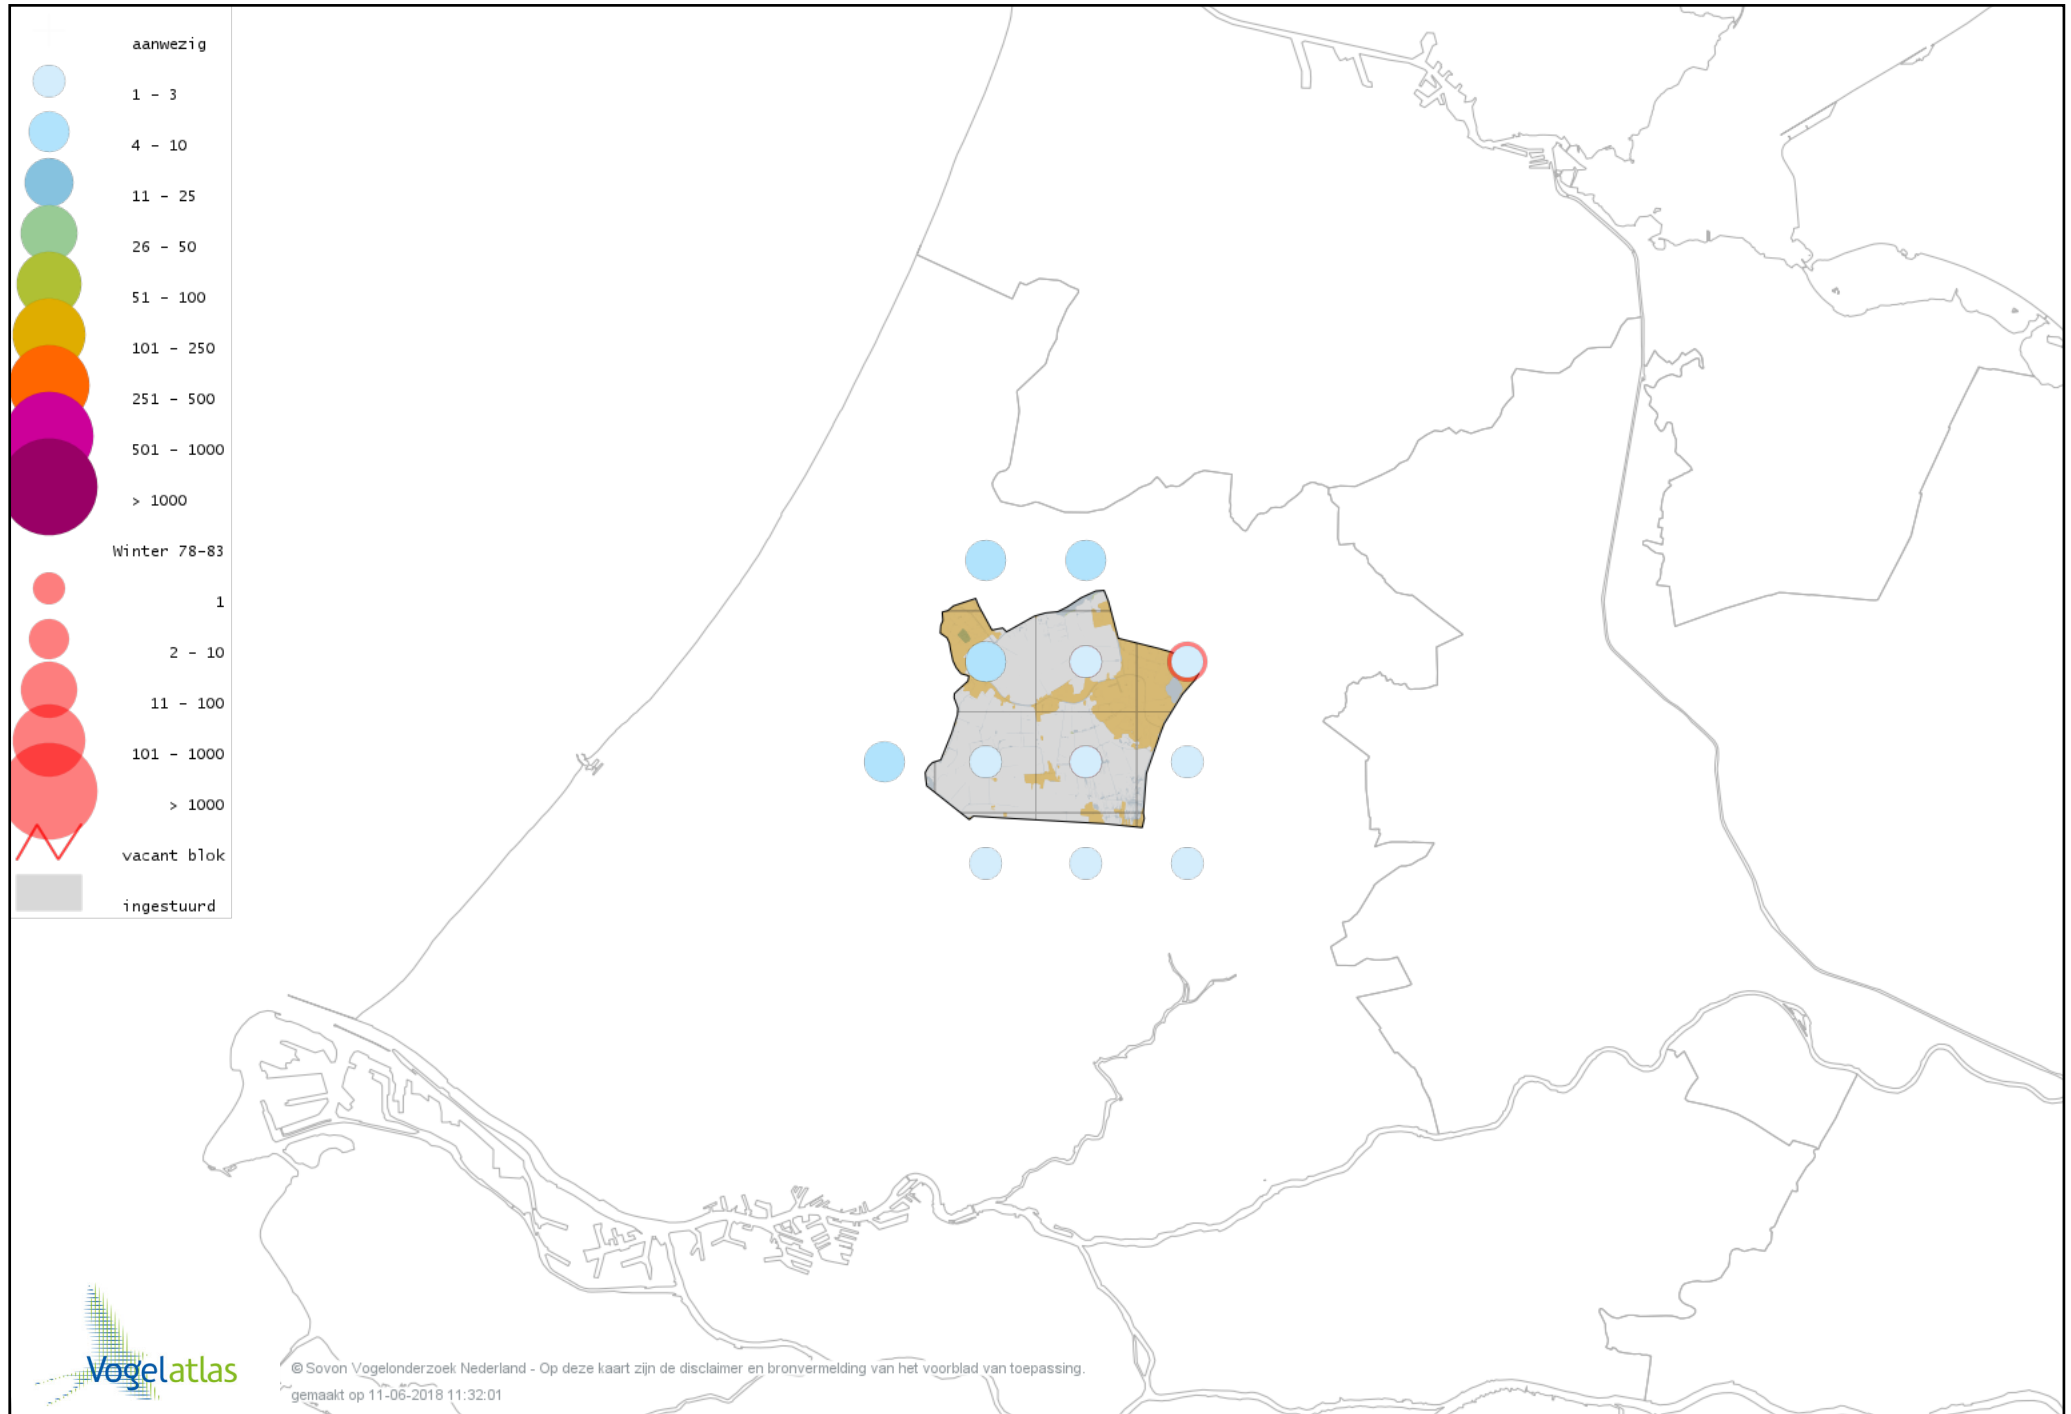 aanwezig
1 - 3
4 - 10
11 - 25
26 - 50
51 - 100
101 - 250
251 - 500
501 - 1000
> 1000
Winter 78-83
1
2 - 10
11 - 100
101 - 1000
> 1000
vacant blok
ingestuurd
Vogelatlas
© Sovon Vogelonderzoek Nederland - Op deze kaart zijn de disclaimer en bronvermelding van het voorblad van toepassing.
gemaakt op 11-06-2018 11:32:01